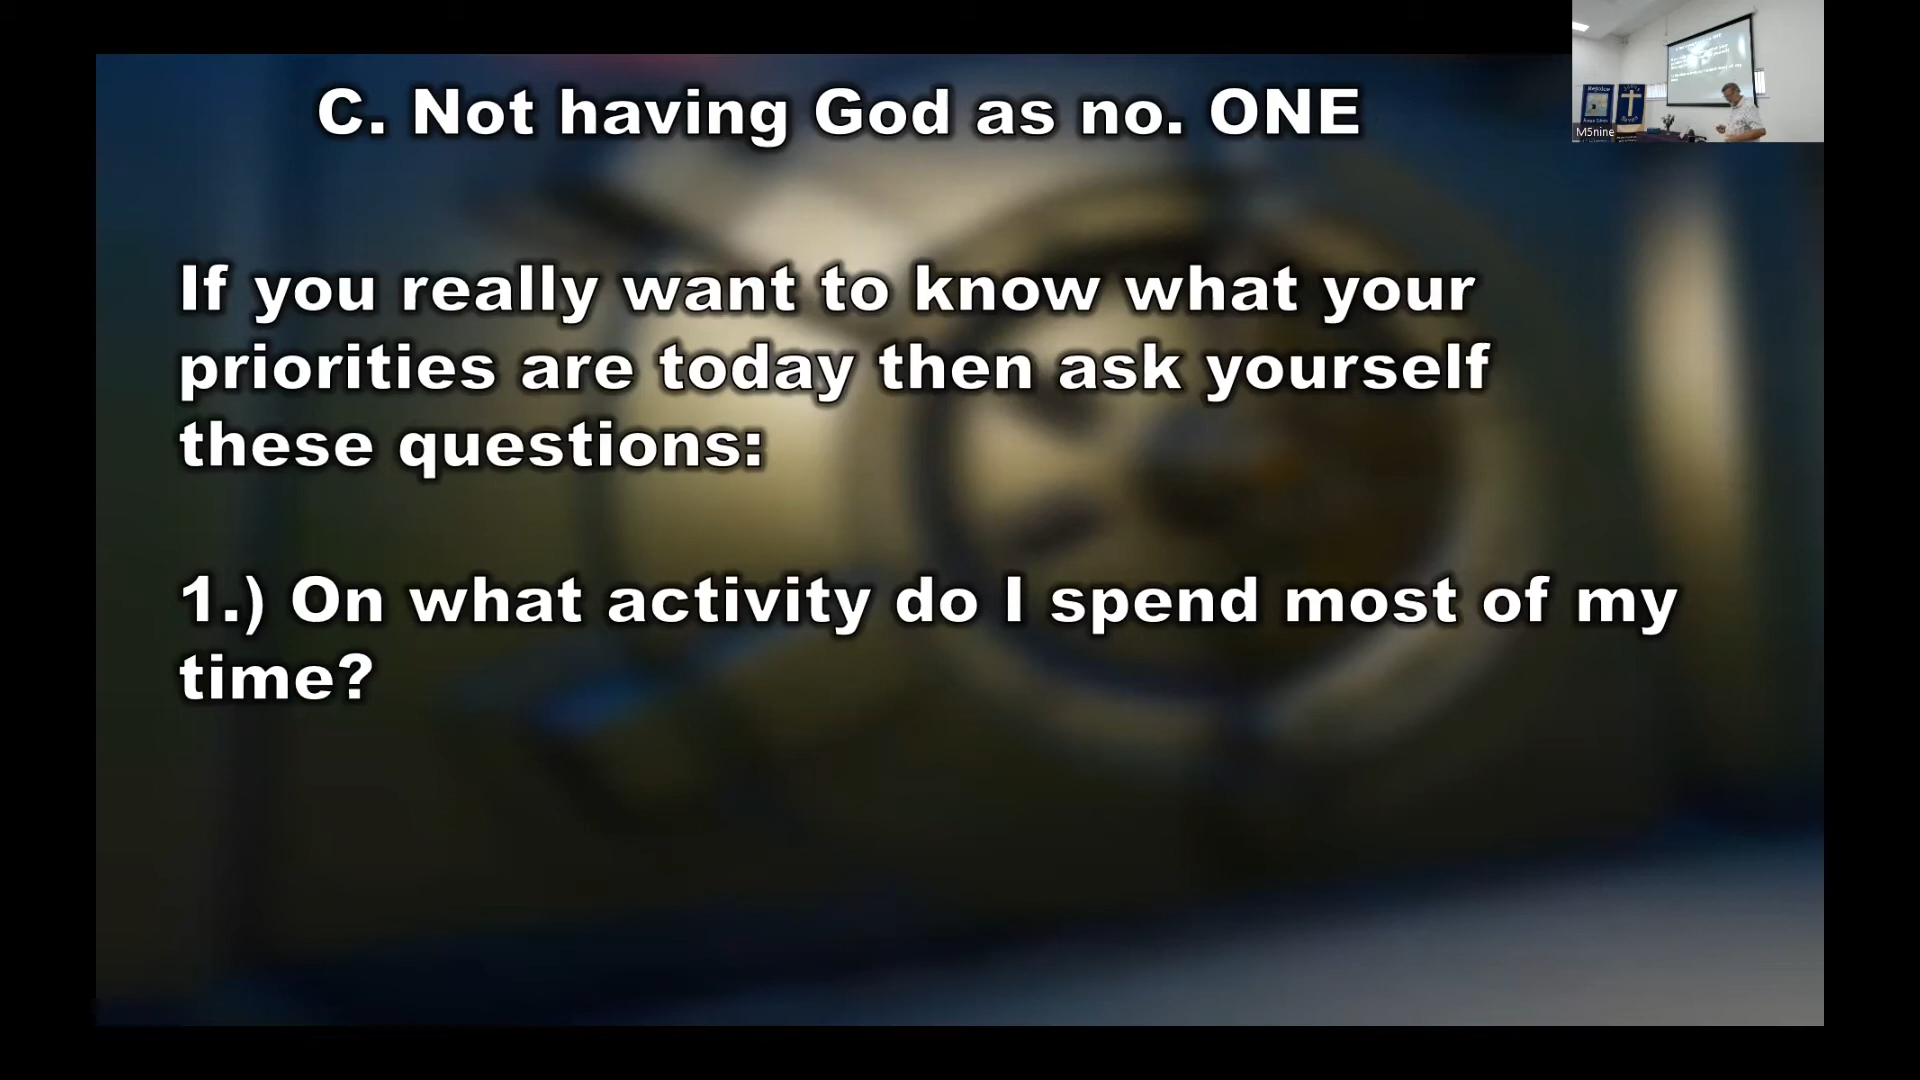 C. Not having God as no. ONE
If you really want to know what your
priorities are today then ask yourself
these questions:
1.) On what activity do I spend most of my
time?
Rejoice
M5nine